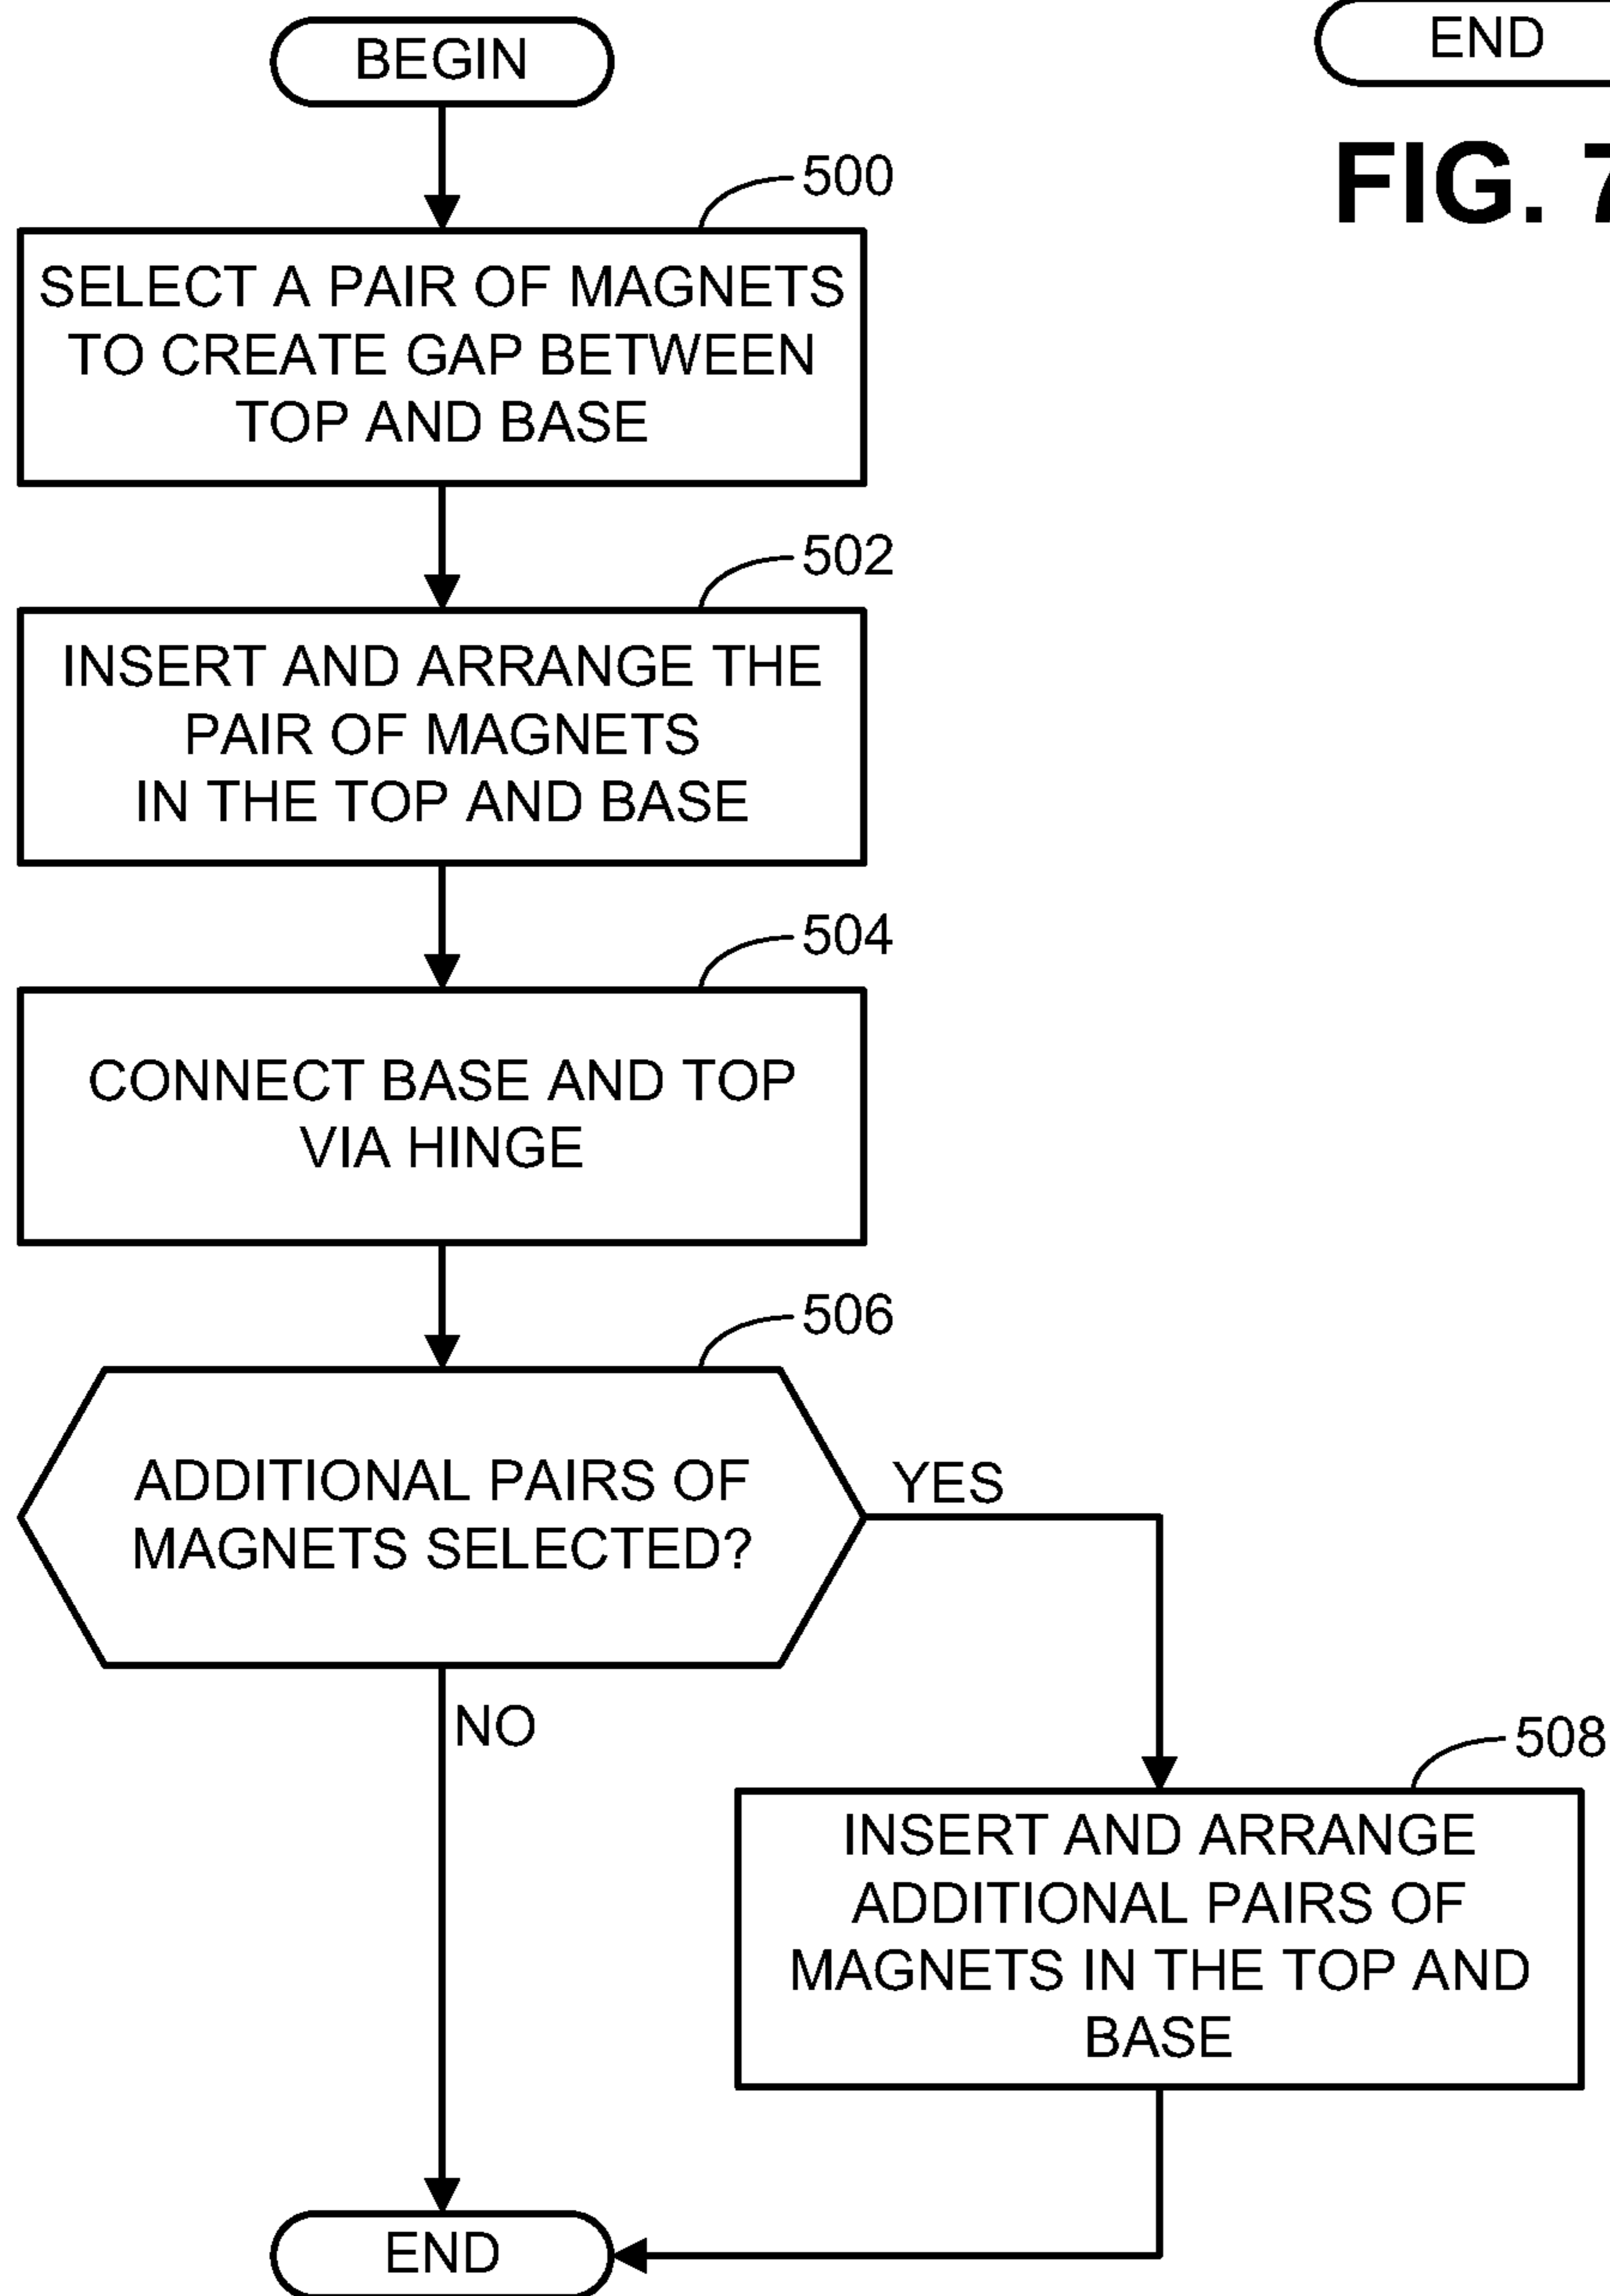 BEGIN
500
SELECT A PAIR OF MAGNETS
TO CREATE GAP BETWEEN
TOP AND BASE
502
INSERT AND ARRANGE THE
PAIR OF MAGNETS
IN THE TOP AND BASE
504
CONNECT BASE AND TOP
VIA HINGE
506
ADDITIONAL PAIRS OF
MAGNETS SELECTED?
YES
NO
508
INSERT AND ARRANGE
ADDITIONAL PAIRS OF
MAGNETS IN THE TOP AND
BASE
END
END
FIG. 7